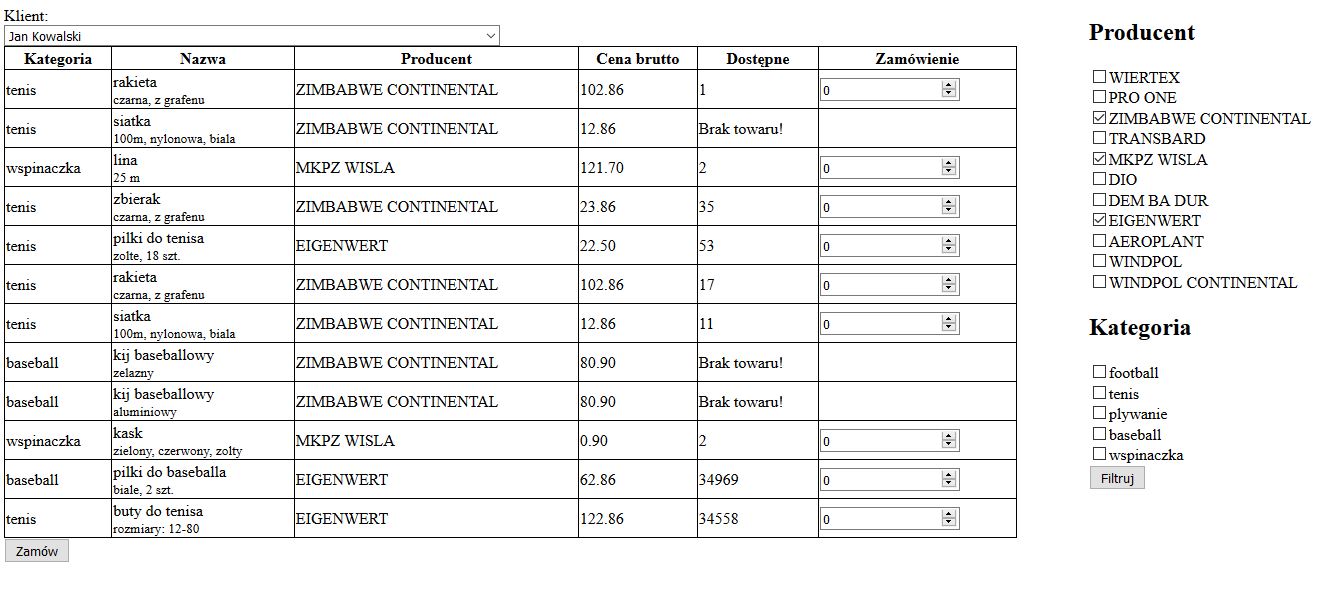 Klient:
Jan Kowalski
Kategoria Nazwa Producent Cena brutto Dostępne Zamówienie
tenis rakieta ZIMBABWE CONTINENTAL 102.86 1 0
czarna, z grafenu
tenis siatka ZIMBABWE CONTINENTAL 12.86 Brak towaru!
100m, nylonowa, biala
wspinaczka lina MKPZ WISLA 121.70 2 0
25 m
tenis zbierak ZIMBABWE CONTINENTAL 23.86 35 0
czarna, z grafenu
tenis pilki do tenisa EIGENWERT 22.50 53 0
zolte, 18 szt.
tenis rakieta ZIMBABWE CONTINENTAL 102.86 17 0
czarna, z grafenu
tenis siatka ZIMBABWE CONTINENTAL 12.86 11 0
100m, nylonowa, biala
baseball kij baseballowy ZIMBABWE CONTINENTAL 80.90 Brak towaru!
zelazny
baseball kij baseballowy ZIMBABWE CONTINENTAL 80.90 Brak towaru!
aluminiowy
wspinaczka kask MKPZ WISLA 0.90 2 0
zielony, czerwony, zolty
baseball pilki do baseballa EIGENWERT 62.86 34969 0
biale, 2 szt.
tenis buty do tenisa EIGENWERT 122.86 34558 0
rozmiary: 12-80
Zamów
Producent
WIERTEX
PRO ONE
ZIMBABWE CONTINENTAL
TRANSBARD
MKPZ WISLA
DIO
DEM BA DUR
EIGENWERT
AEROPLANT
WINDPOL
WINDPOL CONTINENTAL
Kategoria
football
tenis
plywanie
baseball
wspinaczka
Filtruj